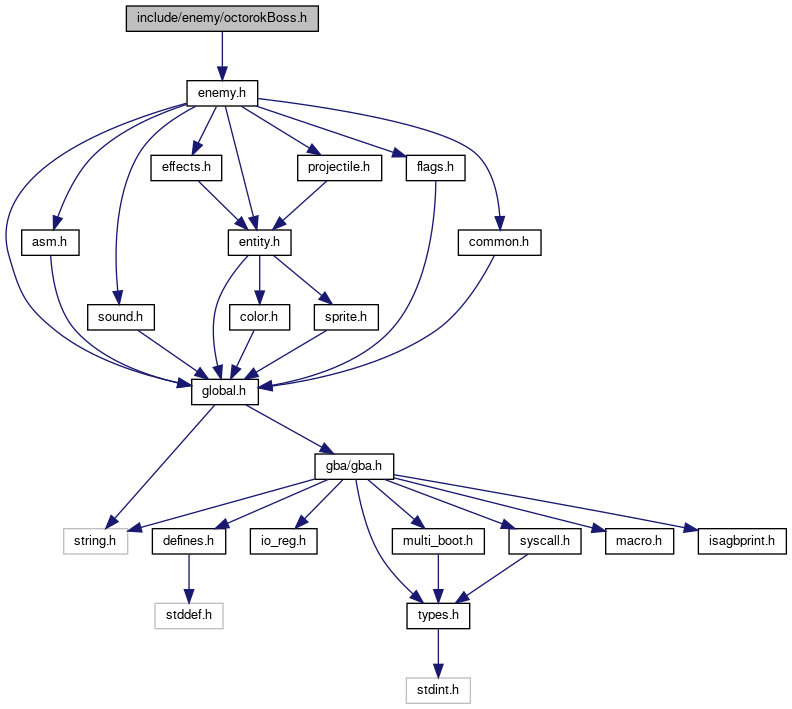 include/enemy/octorokBoss.h
enemy.h
effects.h
projectile.h
flags.h
asm.h
entity.h
common.h
sound.h
color.h
sprite.h
global.h
gba/gba.h
string.h
defines.h
io_reg.h
multi_boot.h
syscall.h
macro.h
isagbprint.h
stddef.h
types.h
stdint.h